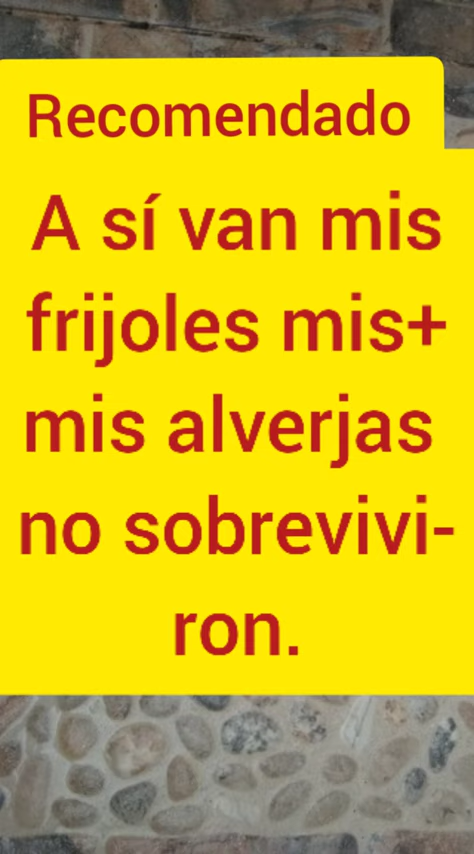 Recomendado
A sí van mis
frijoles mis+
mis alverjas
no sobrevivi-
ron.